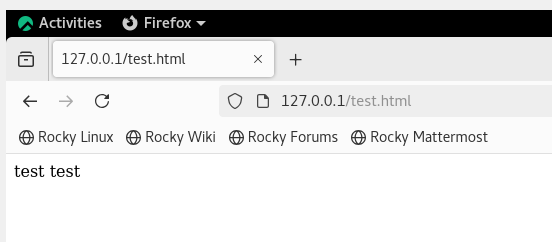 Activities Firefox
127.0.0.1/test.html
127.0.0.1/test.html
Rocky Linux Rocky Wiki Rocky Forums Rocky Mattermost
test test